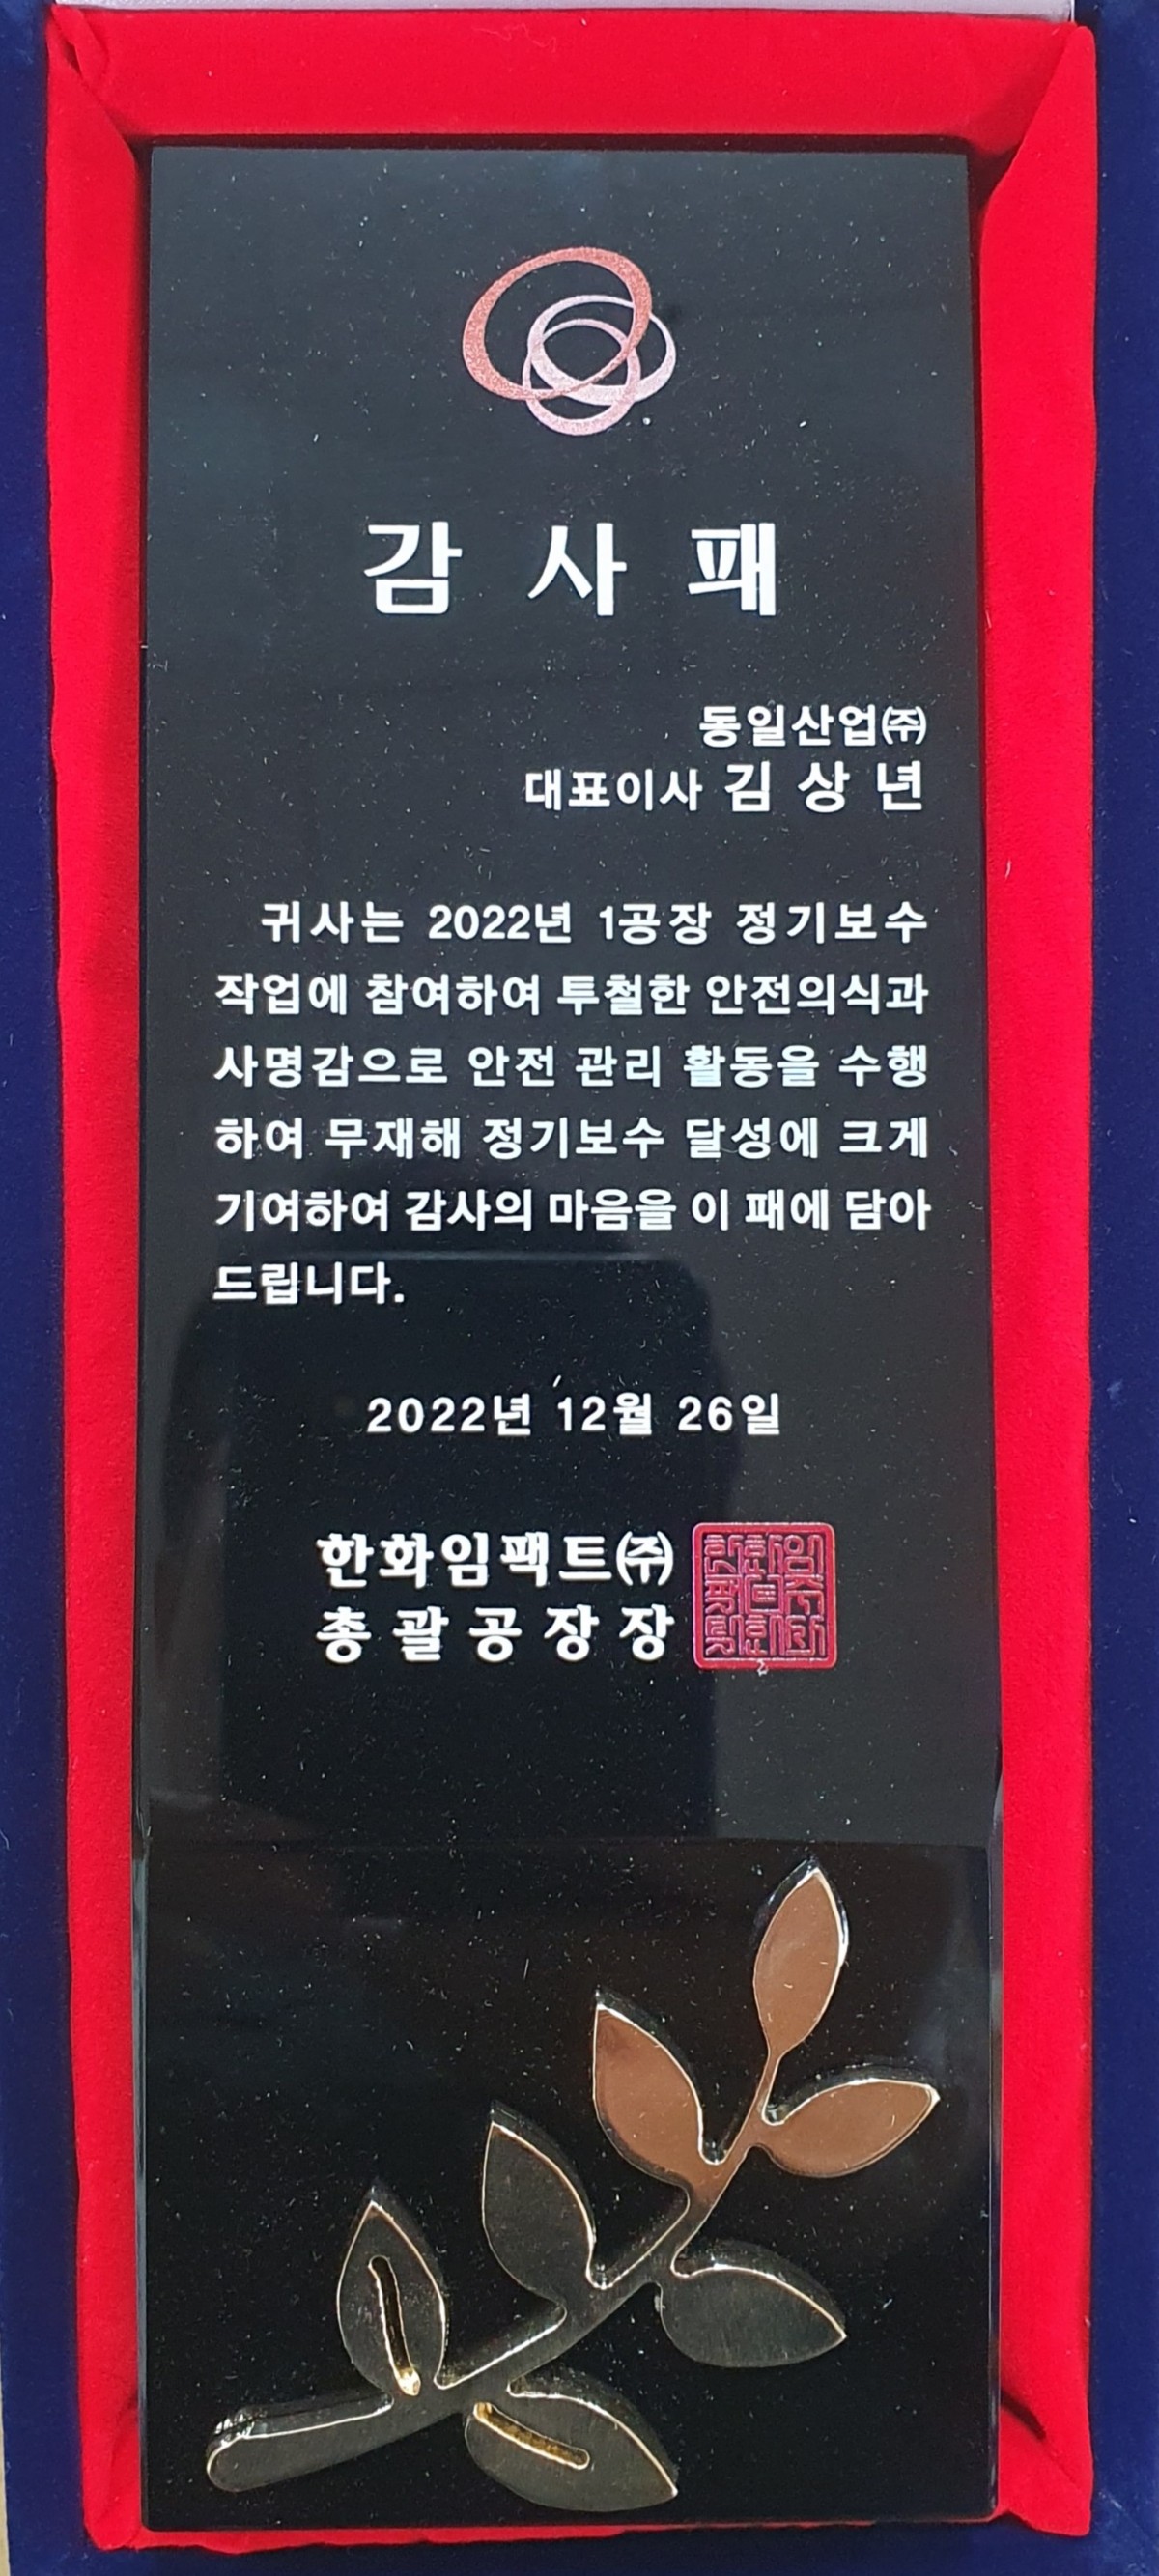 감 사 패
동일산업㈜
대표이사 김 상 년
귀사는 2022년 1공장 정기보수
작업에 참여하여 투철한 안전의식과
사명감으로 안전 관리 활동을 수행
하여 무재해 정기보수 달성에 크게
기여하여 감사의 마음을 이 패에 담아
드립니다.
2022년 12월 26일
한화임팩트㈜
총 괄 공 장 장